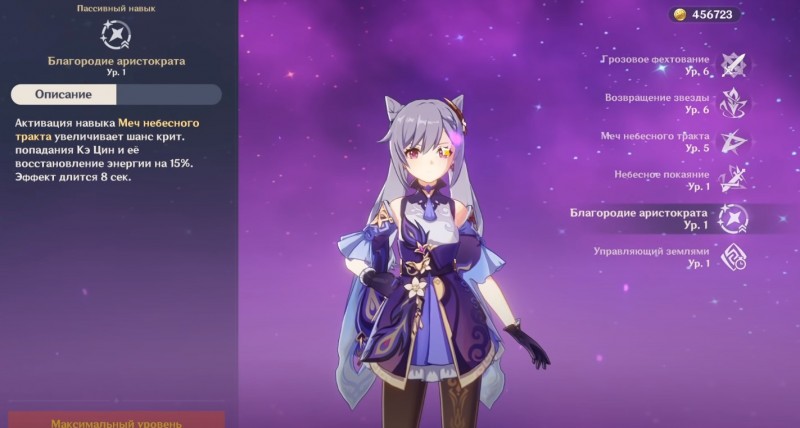 Пассивный навык
Благородие аристократа
Ур. 1
Описание
Активация навыка Меч небесного
тракта увеличивает шанс крит.
попадания Кэ Цин и её
восстановление энергии на 15%.
Эффект длится 8 сек.
Максимальный уровень
456723
Грозовое фехтование
Ур. 6
Возвращение звезды
Ур. 6
Меч небесного тракта
Ур. 5
Небесное покаяние
Ур. 1
Благородие аристократа
Ур. 1
Управляющий землями
Ур. 1